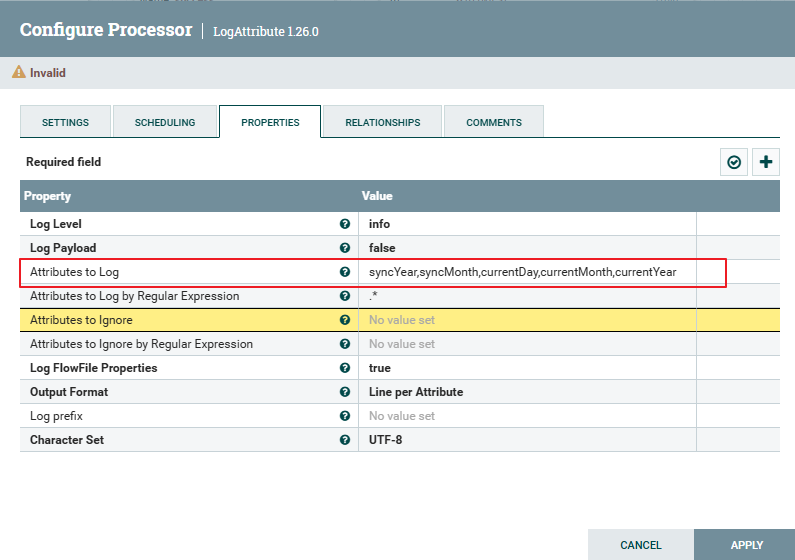 Configure Processor | LogAttribute 1.26.0
Invalid
SETTINGS SCHEDULING PROPERTIES RELATIONSHIPS COMMENTS
Required field
Property Value
Log Level info
Log Payload false
Attributes to Log syncYear,syncMonth,currentDay,currentMonth,currentYear
Attributes to Log by Regular Expression .*
Attributes to Ignore No value set
Attributes to Ignore by Regular Expression No value set
Log FlowFile Properties true
Output Format Line per Attribute
Log prefix No value set
Character Set UTF-8
CANCEL APPLY